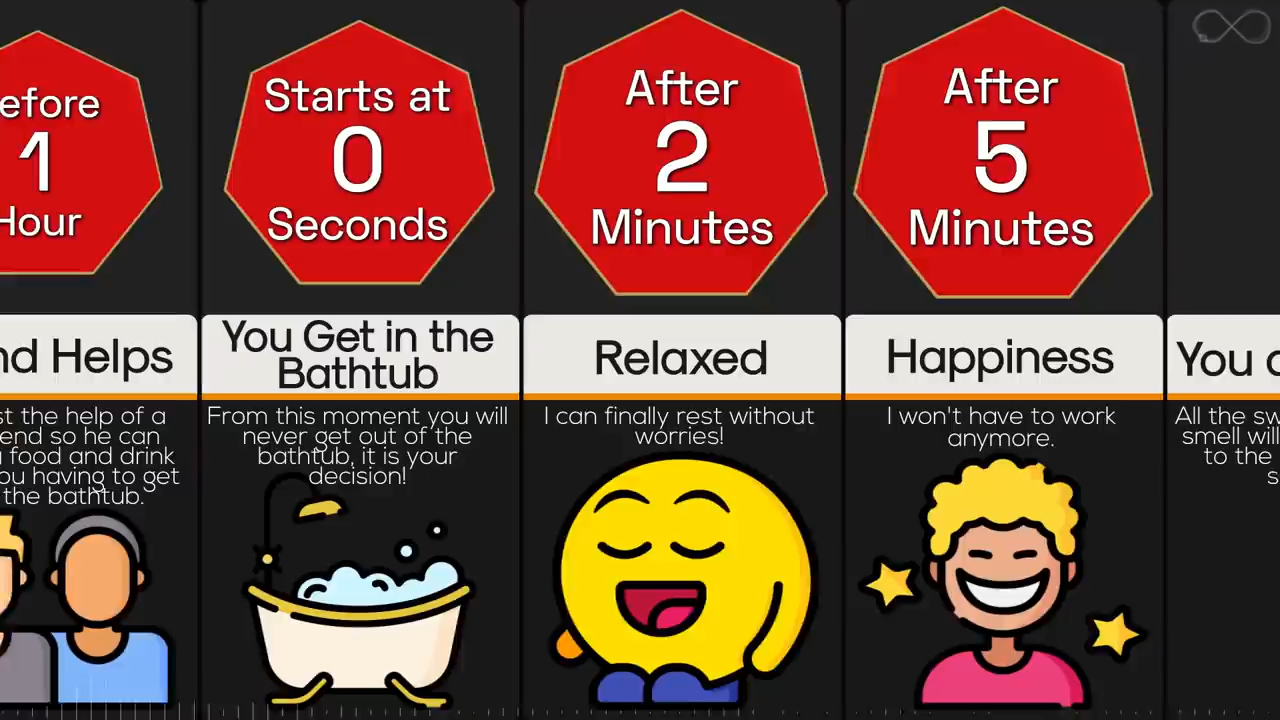 efore
1
Hour
nd Helps
st the help of a
end so he can
food and drink
ou having to get
the bathtub.
Starts at
0
Seconds
You Get in the
Bathtub
From this moment you will
never get out of the
bathtub, it is your
decision!
After
2
Minutes
Relaxed
I can finally rest without
worries!
After
5
Minutes
Happiness
I won't have to work
anymore.
You
All the sw
smell will
to the
s